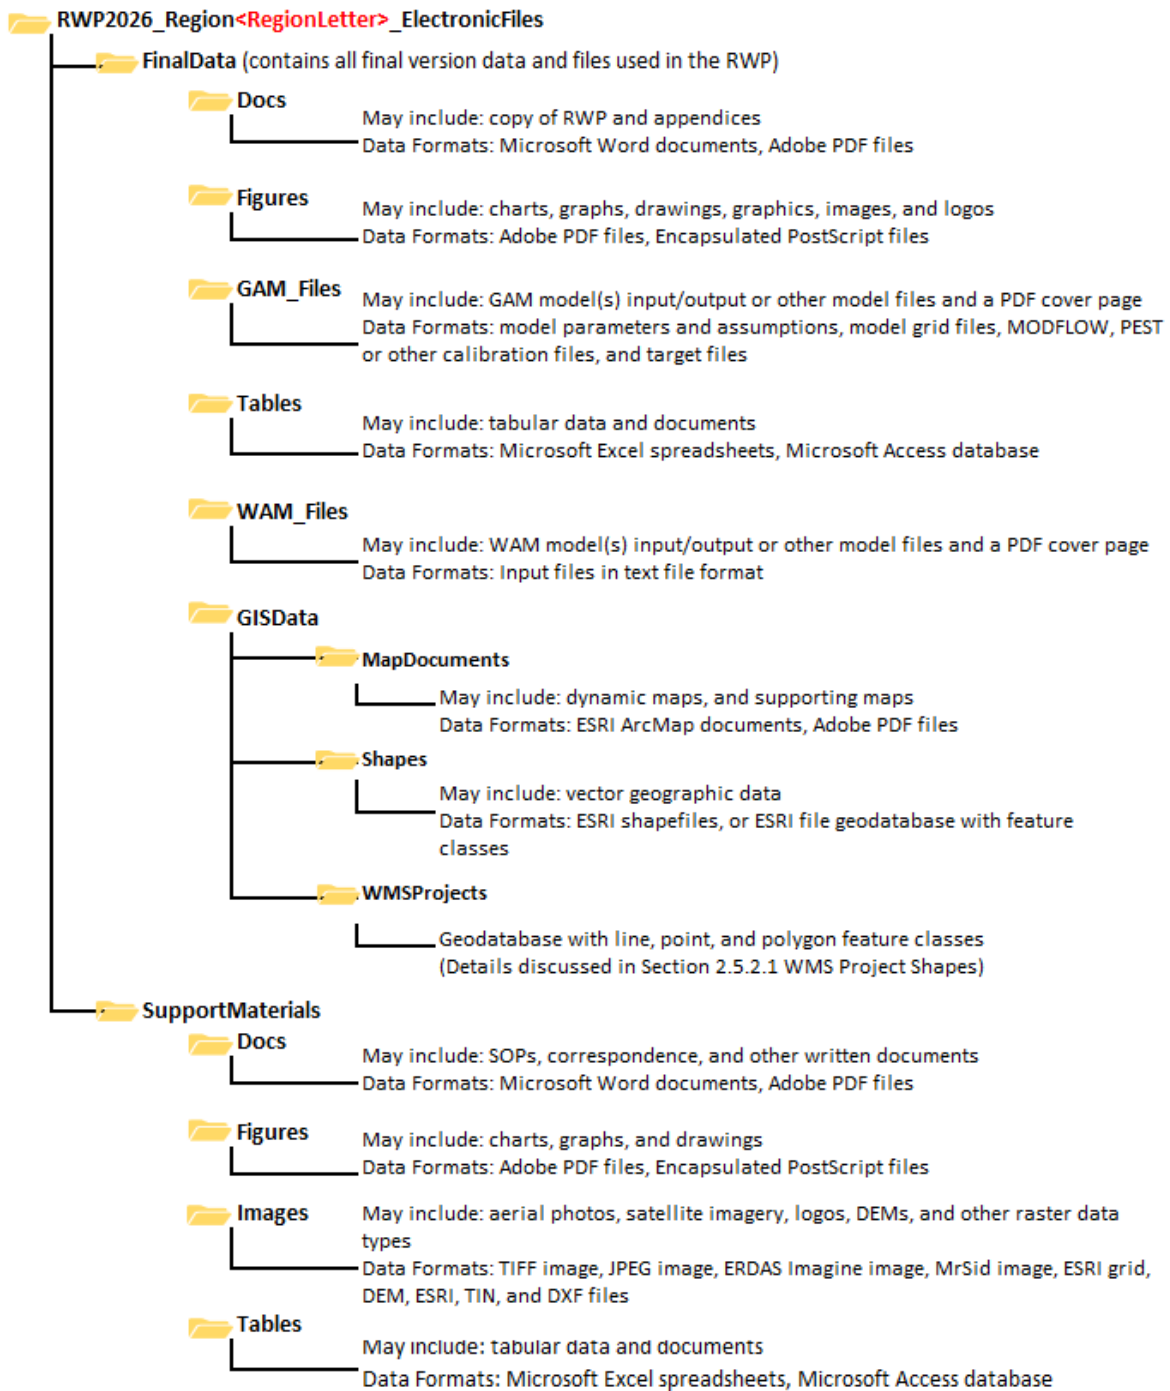 RWP2026_Region<RegionLetter>_ElectronicFiles
FinalData (contains all final version data and files used in the RWP)
Docs
May include: copy of RWP and appendices
Data Formats: Microsoft Word documents, Adobe PDF files
Figures
May include: charts, graphs, drawings, graphics, images, and logos
Data Formats: Adobe PDF files, Encapsulated PostScript files
GAM_Files
May include: GAM model(s) input/output or other model files and a PDF cover page
Data Formats: model parameters and assumptions, model grid files, MODFLOW, PEST
or other calibration files, and target files
Tables
May include: tabular data and documents
Data Formats: Microsoft Excel spreadsheets, Microsoft Access database
WAM_Files
May include: WAM model(s) input/output or other model files and a PDF cover page
Data Formats: Input files in text file format
GISData
MapDocuments
May include: dynamic maps, and supporting maps
Data Formats: ESRI ArcMap documents, Adobe PDF files
Shapes
May include: vector geographic data
Data Formats: ESRI shapefiles, or ESRI file geodatabase with feature
classes
WMSProjects
Geodatabase with line, point, and polygon feature classes
(Details discussed in Section 2.5.2.1 WMS Project Shapes)
SupportMaterials
Docs
May include: SOPs, correspondence, and other written documents
Data Formats: Microsoft Word documents, Adobe PDF files
Figures
May include: charts, graphs, and drawings
Data Formats: Adobe PDF files, Encapsulated PostScript files
Images
May include: aerial photos, satellite imagery, logos, DEMs, and other raster data
types
Data Formats: TIFF image, JPEG image, ERDAS Imagine image, MrSid image, ESRI grid,
DEM, ESRI, TIN, and DXF files
Tables
May include: tabular data and documents
Data Formats: Microsoft Excel spreadsheets, Microsoft Access database